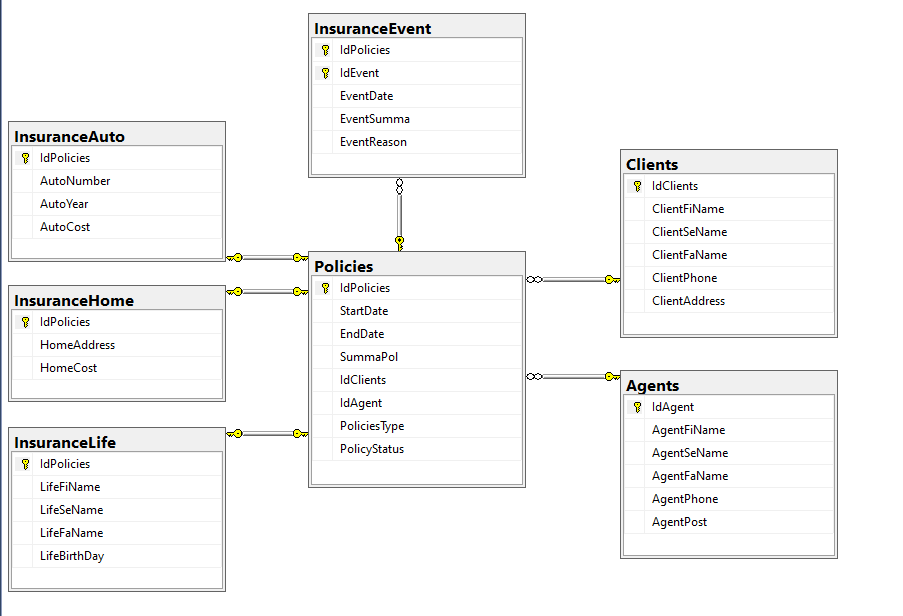 InsuranceEvent
IdPolicies
IdEvent
EventDate
EventSumma
EventReason
InsuranceAuto
IdPolicies
AutoNumber
AutoYear
AutoCost
InsuranceHome
IdPolicies
HomeAddress
HomeCost
InsuranceLife
IdPolicies
LifeFiName
LifeSeName
LifeFaName
LifeBirthDay
Policies
IdPolicies
StartDate
EndDate
SummaPol
IdClients
IdAgent
PoliciesType
PolicyStatus
Clients
IdClients
ClientFiName
ClientSeName
ClientFaName
ClientPhone
ClientAddress
Agents
IdAgent
AgentFiName
AgentSeName
AgentFaName
AgentPhone
AgentPost